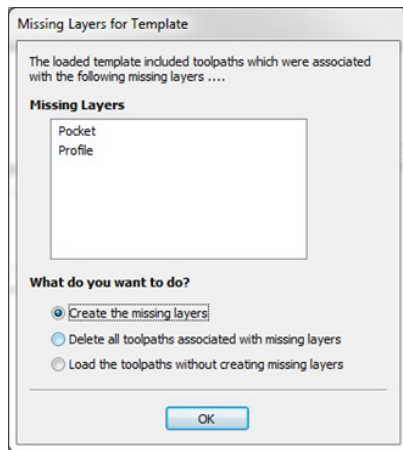 Missing Layers for Template
The loaded template included toolpaths which were associated
with the following missing layers ....
Missing Layers
Pocket
Profile
What do you want to do?
Create the missing layers
Delete all toolpaths associated with missing layers
Load the toolpaths without creating missing layers
OK